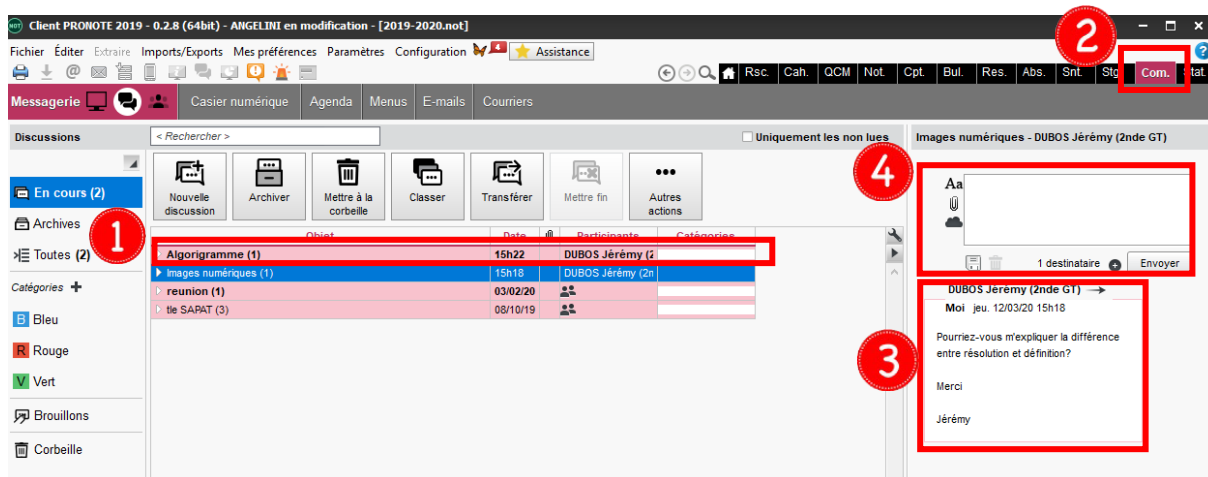 Client PRONOTE 2019 - 0.2.8 (64bit) - ANGELINI en modification - [2019-2020.not]
Fichier Éditer Extraire Imports/Exports Mes préférences Paramètres Configuration Assistance
Rsc. Cah. QCM Not. Cpt. Bul. Res. Abs. Snt. Stg Com. Stat.
2
Messagerie Casier numérique Agenda Menus E-mails Courriers
Discussions < Rechercher > Uniquement les non lues Images numériques - DUBOS Jérémy (2nde GT)
En cours (2)
Archives
Toutes (2)
Catégories
B Bleu
R Rouge
V Vert
Brouillons
Corbeille
1
Nouvelle discussion Archiver Mettre à la corbeille Classer Transférer Mettre fin Autres actions
Objet Date Participants Catégories
Algorigramme (1) 15h22 DUBOS Jérémy (2
Images numériques (1) 15h18 DUBOS Jérémy (2n
reunion (1) 03/02/20
tle SAPAT (3) 08/10/19
4
Aa
1 destinataire Envoyer
3
DUBOS Jérémy (2nde GT)
Moi jeu. 12/03/20 15h18
Pourriez-vous m'expliquer la différence
entre résolution et définition?
Merci
Jérémy